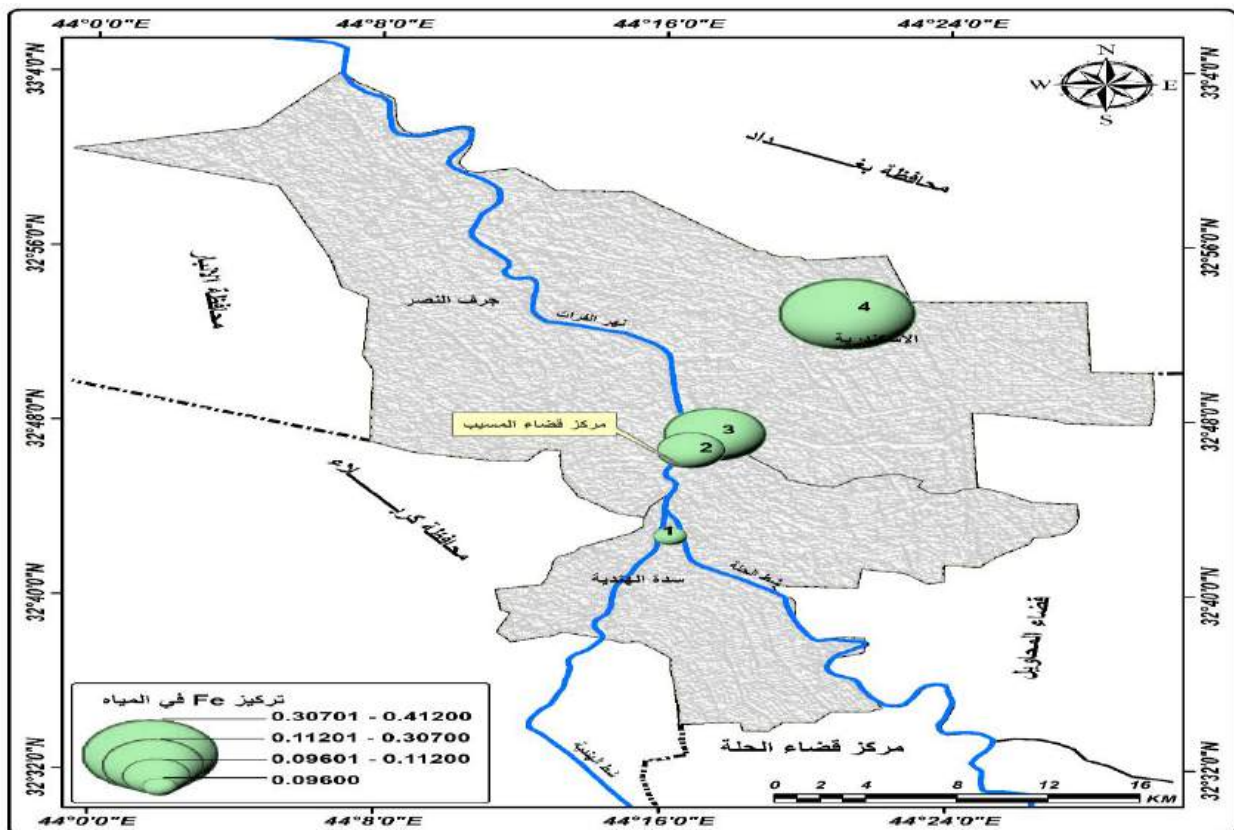 44°0'0"E
44°8'0"E
44°16'0"E
44°24'0"E
33°4'0"N
33°4'0"N
N
W
E
S
محافظة بغـــــداد
32°56'0"N
32°56'0"N
محافظة الانبار
جرف النصر
نهر الفرات
4
الاسكندرية
32°48'0"N
32°48'0"N
مركز قضاء المسيب
3
2
محافظة كربـــلاء
1
سدة الهندية
شط الحلة
32°40'0"N
32°40'0"N
قضاء المحاويل
تركيز Fe في المياه
0.30701 - 0.41200
0.11201 - 0.30700
0.09601 - 0.11200
0.09600
شط الهندية
مركز قضاء الحلة
32°32'0"N
32°32'0"N
0 2 4 8 12 16
KM
44°0'0"E
44°8'0"E
44°16'0"E
44°24'0"E